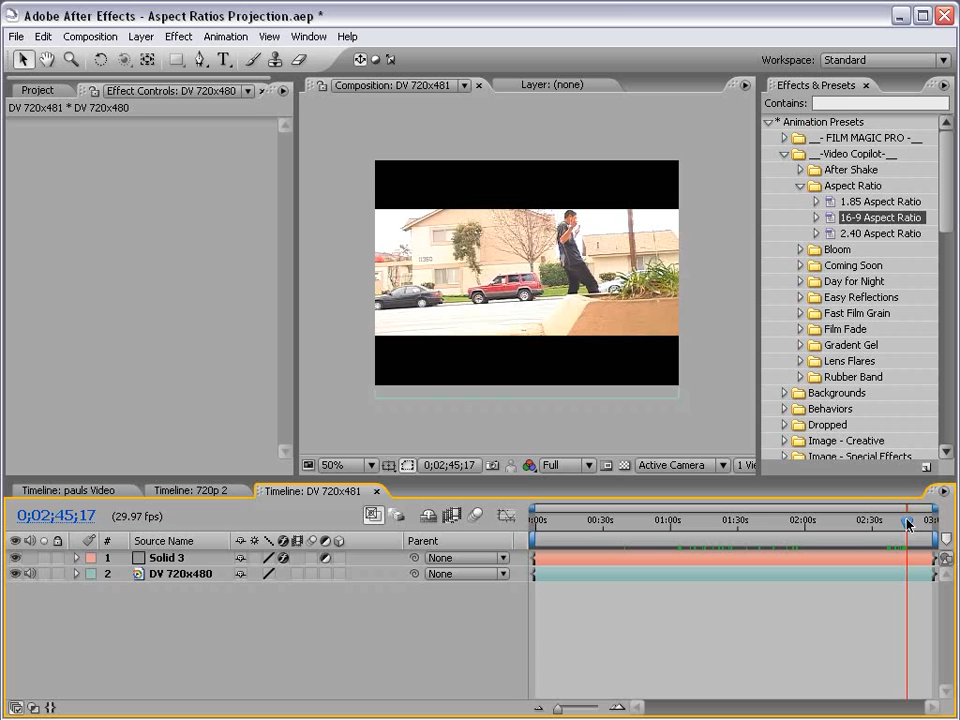 Adobe After Effects - Aspect Ratios Projection.aep *
File Edit Composition Layer Effect Animation View Window Help
Workspace: Standard
Project Effect Controls: DV 720x480
DV 720x481 * DV 720x480
Composition: DV 720x481 Layer: (none)
Effects & Presets
Contains:
* Animation Presets
__- FILM MAGIC PRO -__
__-Video Copilot-__
After Shake
Aspect Ratio
1.85 Aspect Ratio
16-9 Aspect Ratio
2.40 Aspect Ratio
Bloom
Coming Soon
Day for Night
Easy Reflections
Fast Film Grain
Film Fade
Gradent Gel
Lens Flares
Rubber Band
Backgrounds
Behaviors
Dropped
Image - Creative
Image - Special Effects
50% 0;02;45;17 Full Active Camera 1 Vi
Timeline: pauls Video Timeline: 720p 2 Timeline: DV 720x481
0;02;45;17 (29.97 fps)
:00s 00:30s 01:00s 01:30s 02:00s 02:30s 03:
# Source Name Parent
1 Solid 3 None
2 DV 720x480 None